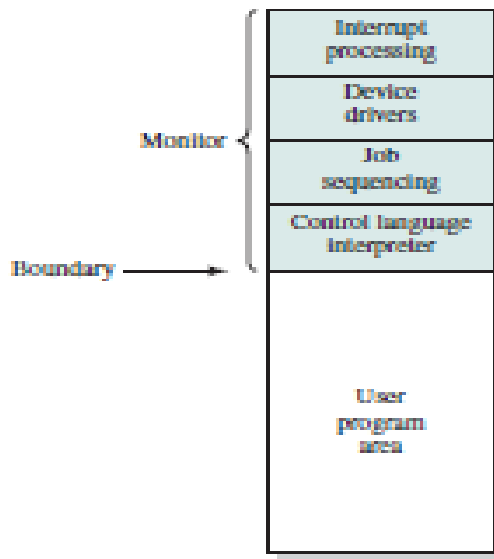 Interrupt
processing
Device
drivers
Monitor
Job
sequencing
Control language
interpreter
Boundary
User
program
area